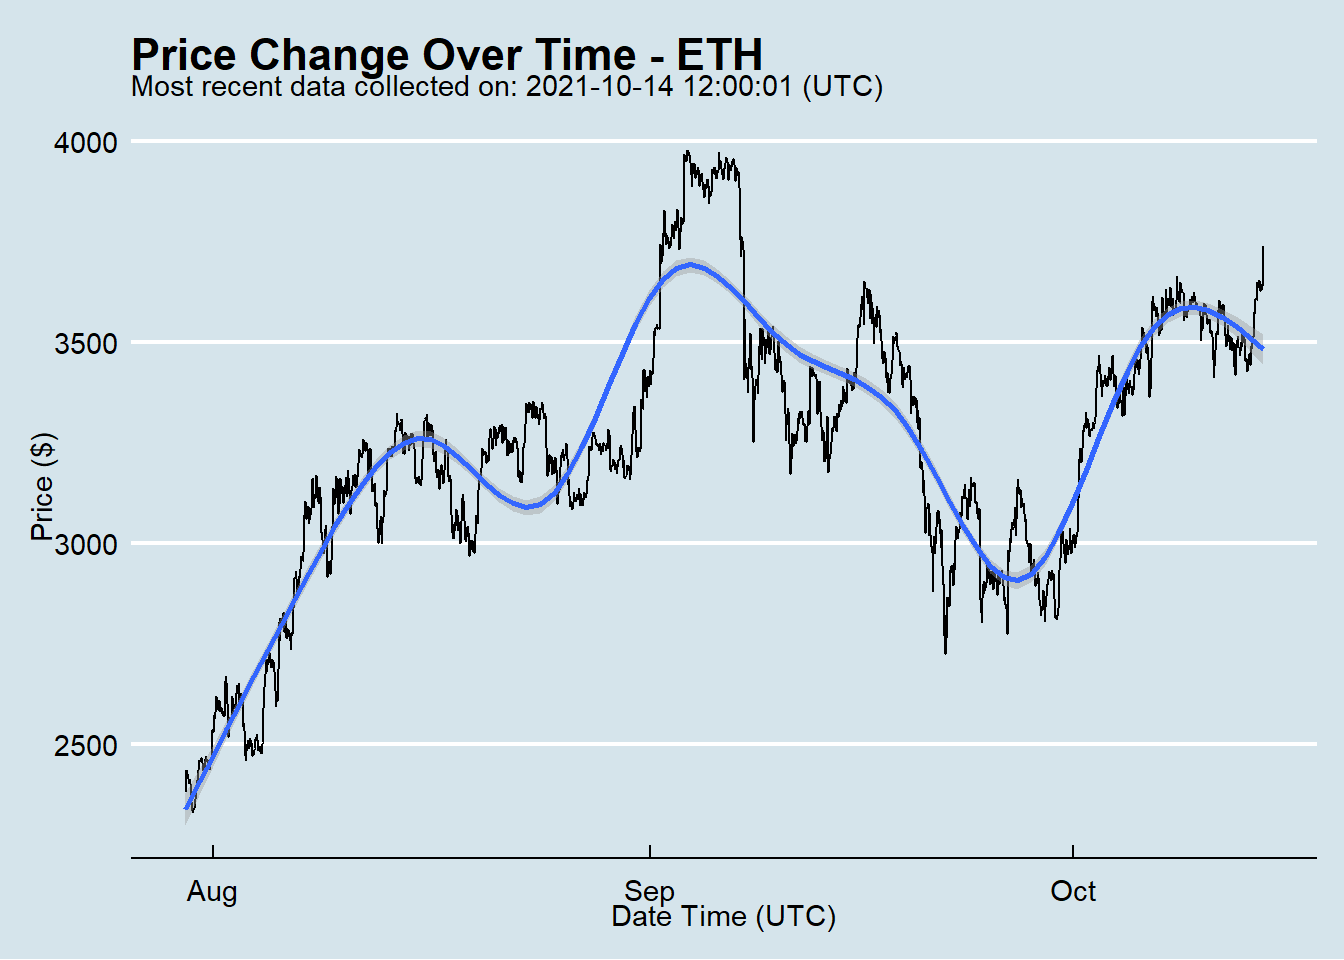 Price Change Over Time - ETH
Most recent data collected on: 2021-10-14 12:00:01 (UTC)
4000
3500
3000
2500
Price ($)
Aug Sep Oct
Date Time (UTC)